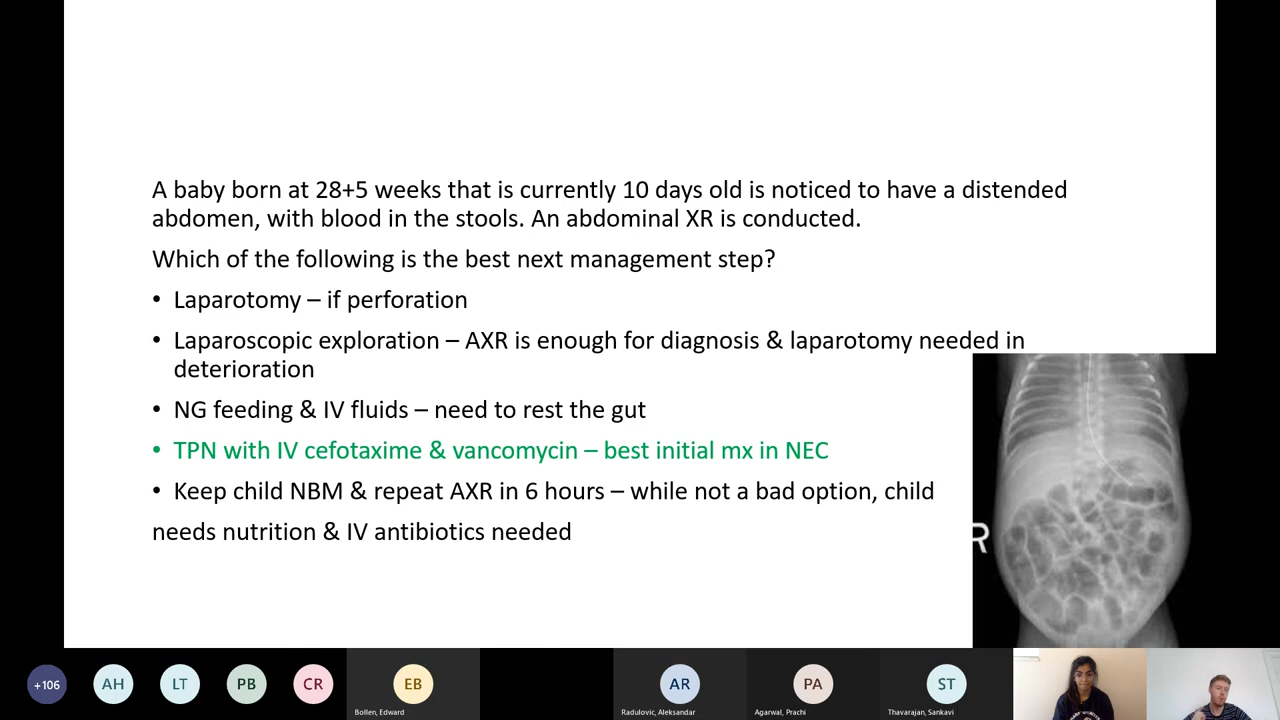 A baby born at 28+5 weeks that is currently 10 days old is noticed to have a distended
abdomen, with blood in the stools. An abdominal XR is conducted.
Which of the following is the best next management step?
• Laparotomy – if perforation
• Laparoscopic exploration – AXR is enough for diagnosis & laparotomy needed in
deterioration
• NG feeding & IV fluids – need to rest the gut
• TPN with IV cefotaxime & vancomycin – best initial mx in NEC
• Keep child NBM & repeat AXR in 6 hours – while not a bad option, child
needs nutrition & IV antibiotics needed
R
+106 AH LT PB CR EB AR PA ST
Bollen, Edward Radulovic, Aleksandar Agarwal, Prachi Thavarajan, Sankavi